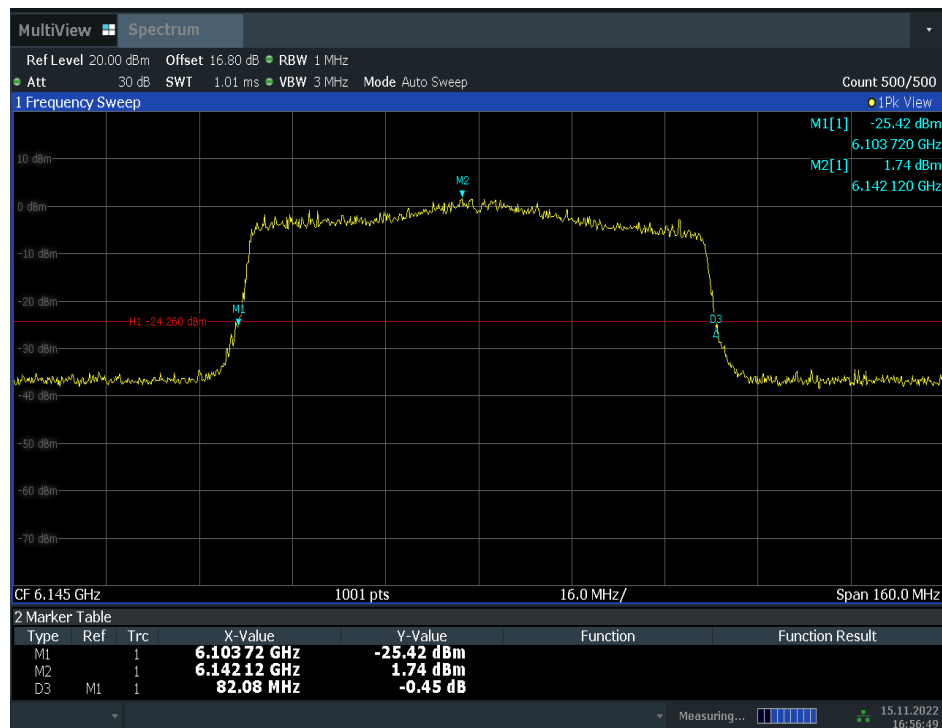 MultiView Spectrum
Ref Level 20.00 dBm Offset 16.80 dB RBW 1 MHz
Att 30 dB SWT 1.01 ms VBW 3 MHz Mode Auto Sweep Count 500/500
1 Frequency Sweep 1Pk View
M1[1] -25.42 dBm
6.103 720 GHz
M2[1] 1.74 dBm
6.142 120 GHz
10 dBm
M2
0 dBm
-10 dBm
-20 dBm
M1
H1 -24.260 dBm
D3
-30 dBm
-40 dBm
-50 dBm
-60 dBm
-70 dBm
CF 6.145 GHz 1001 pts 16.0 MHz/ Span 160.0 MHz
2 Marker Table
Type Ref Trc X-Value Y-Value Function Function Result
M1 1 6.103 72 GHz -25.42 dBm
M2 1 6.142 12 GHz 1.74 dBm
D3 M1 1 82.08 MHz -0.45 dB
Measuring... 15.11.2022
16:56:49